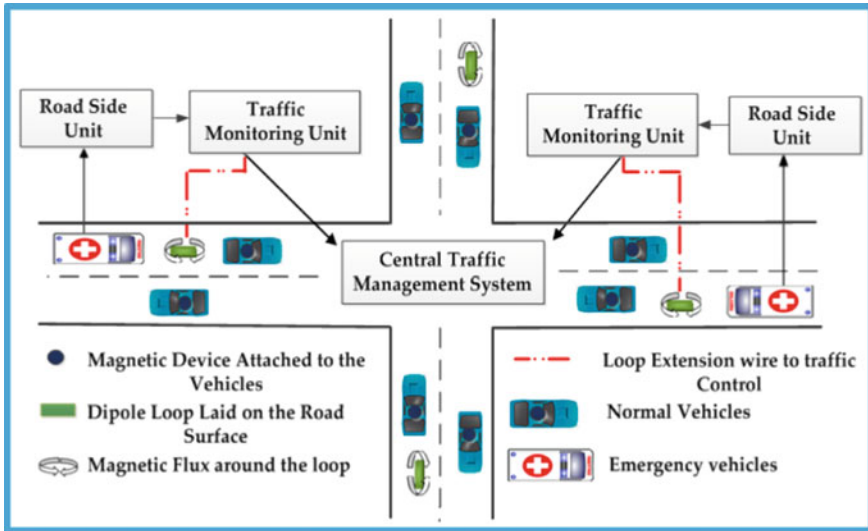 Road Side
Unit
Traffic
Monitoring Unit
Traffic
Monitoring Unit
Road Side
Unit
Central Traffic
Management System
Magnetic Device Attached to the
Vehicles
Dipole Loop Laid on the Road
Surface
Magnetic Flux around the loop
Loop Extension wire to traffic
Control
Normal Vehicles
Emergency vehicles